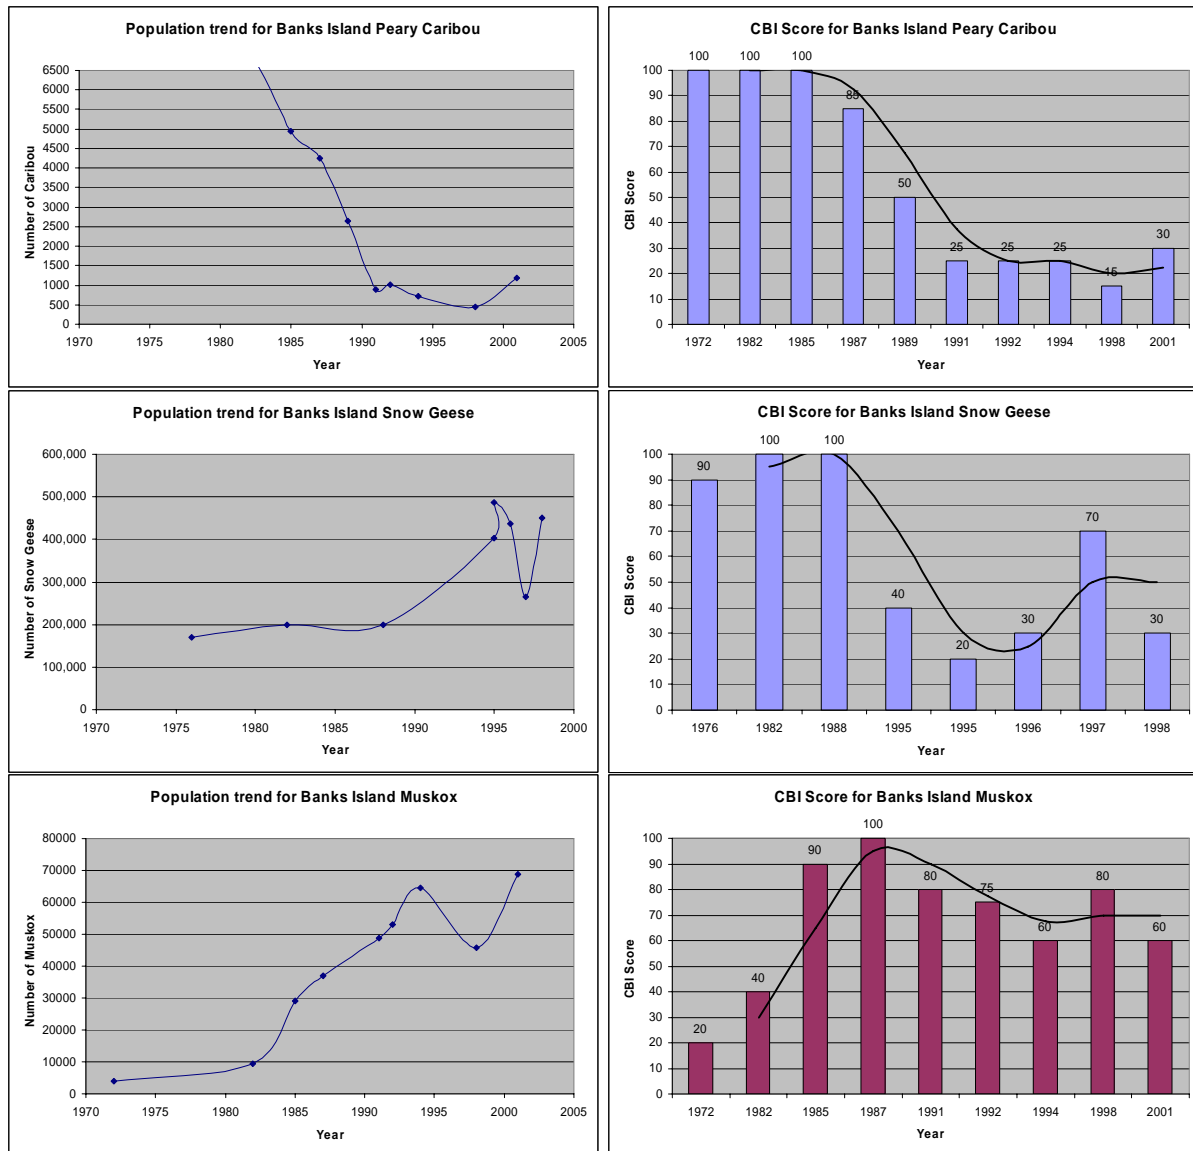 Population trend for Banks Island Peary Caribou
6500
6000
5500
5000
4500
4000
3500
3000
2500
2000
1500
1000
500
0
Number of Caribou
1970 1975 1980 1985 1990 1995 2000 2005
Year
CBI Score for Banks Island Peary Caribou
100 100 100 85 50 25 25 25 15 30
100
90
80
70
60
50
40
30
20
10
0
CBI Score
1972 1982 1985 1987 1989 1991 1992 1994 1998 2001
Year
Population trend for Banks Island Snow Geese
600,000
500,000
400,000
300,000
200,000
100,000
0
Number of Snow Geese
1970 1975 1980 1985 1990 1995 2000
Year
CBI Score for Banks Island Snow Geese
90 100 100 40 20 30 70 30
100
90
80
70
60
50
40
30
20
10
0
CBI Score
1976 1982 1988 1995 1995 1996 1997 1998
Year
Population trend for Banks Island Muskox
80000
70000
60000
50000
40000
30000
20000
10000
0
Number of Muskox
1970 1975 1980 1985 1990 1995 2000 2005
Year
CBI Score for Banks Island Muskox
20 40 90 100 80 75 60 80 60
100
90
80
70
60
50
40
30
20
10
0
CBI Score
1972 1982 1985 1987 1991 1992 1994 1998 2001
Year